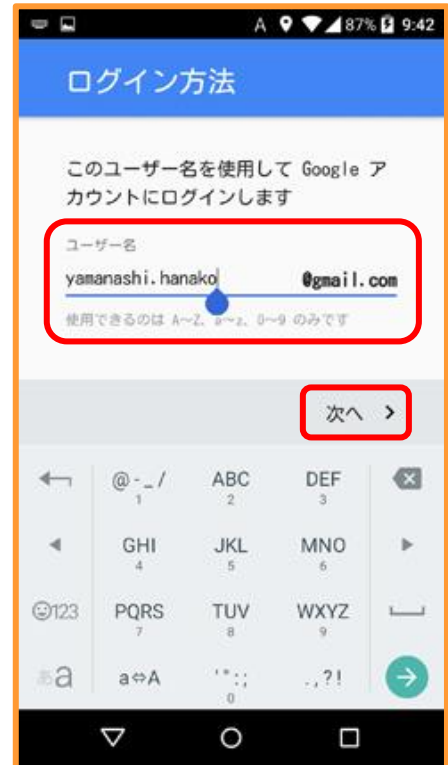 A 87% 9:42
ログイン方法
このユーザー名を使用して Google ア
カウントにログインします
ユーザー名
yamanashi.hanako @gmail.com
使用できるのは A～Z、a～z、0～9 のみです
次へ >
@-_/ ABC DEF
1 2 3
GHI JKL MNO
4 5 6
123 PQRS TUV WXYZ
7 8 9
あa a⇔A '":; .,?!
0